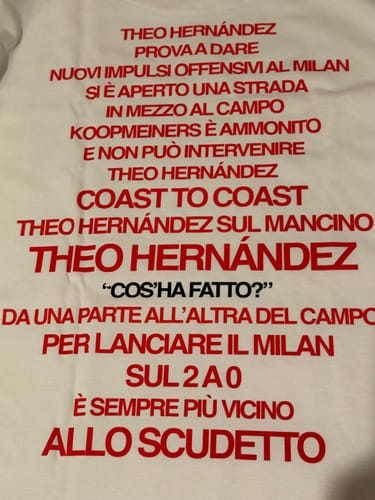 THEO HERNÁNDEZ
PROVA A DARE
NUOVI IMPULSI OFFENSIVI AL MILAN
SI È APERTO UNA STRADA
IN MEZZO AL CAMPO
KOOPMEINERS È AMMONITO
E NON PUÒ INTERVENIRE
THEO HERNÁNDEZ
COAST TO COAST
THEO HERNÁNDEZ SUL MANCINO
THEO HERNÁNDEZ
“COS’HA FATTO?”
DA UNA PARTE ALL’ALTRA DEL CAMPO
PER LANCIARE IL MILAN
SUL 2 A 0
È SEMPRE PIÙ VICINO
ALLO SCUDETTO